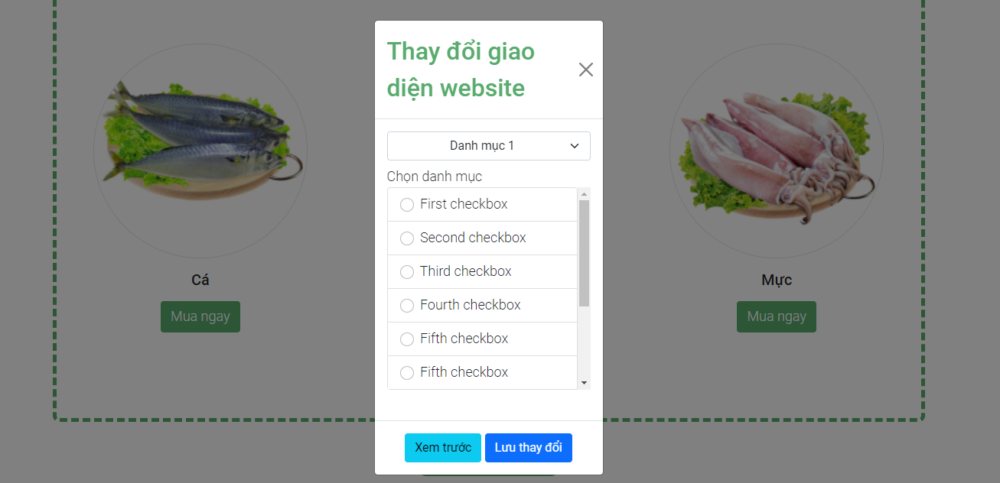 Thay đổi giao
diện website
Danh mục 1
Chọn danh mục
First checkbox
Second checkbox
Third checkbox
Fourth checkbox
Fifth checkbox
Fifth checkbox
Xem trước
Lưu thay đổi
Cá
Mua ngay
Mực
Mua ngay